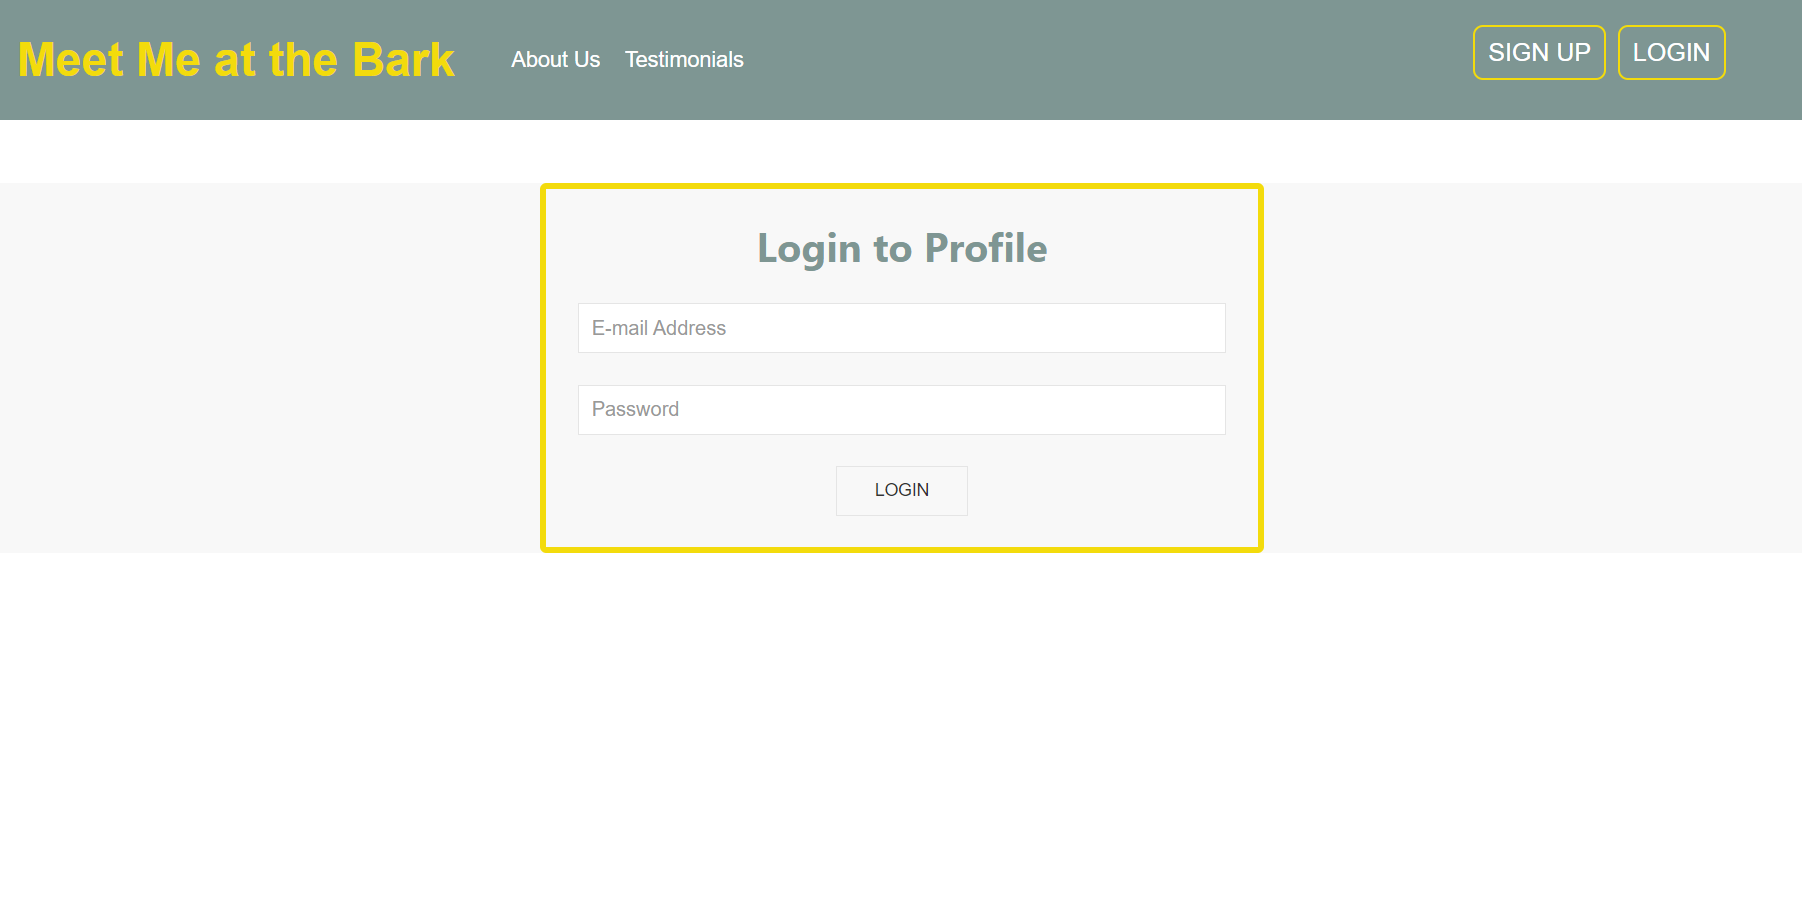 Meet Me at the Bark About Us Testimonials SIGN UP LOGIN
Login to Profile
E-mail Address
Password
LOGIN